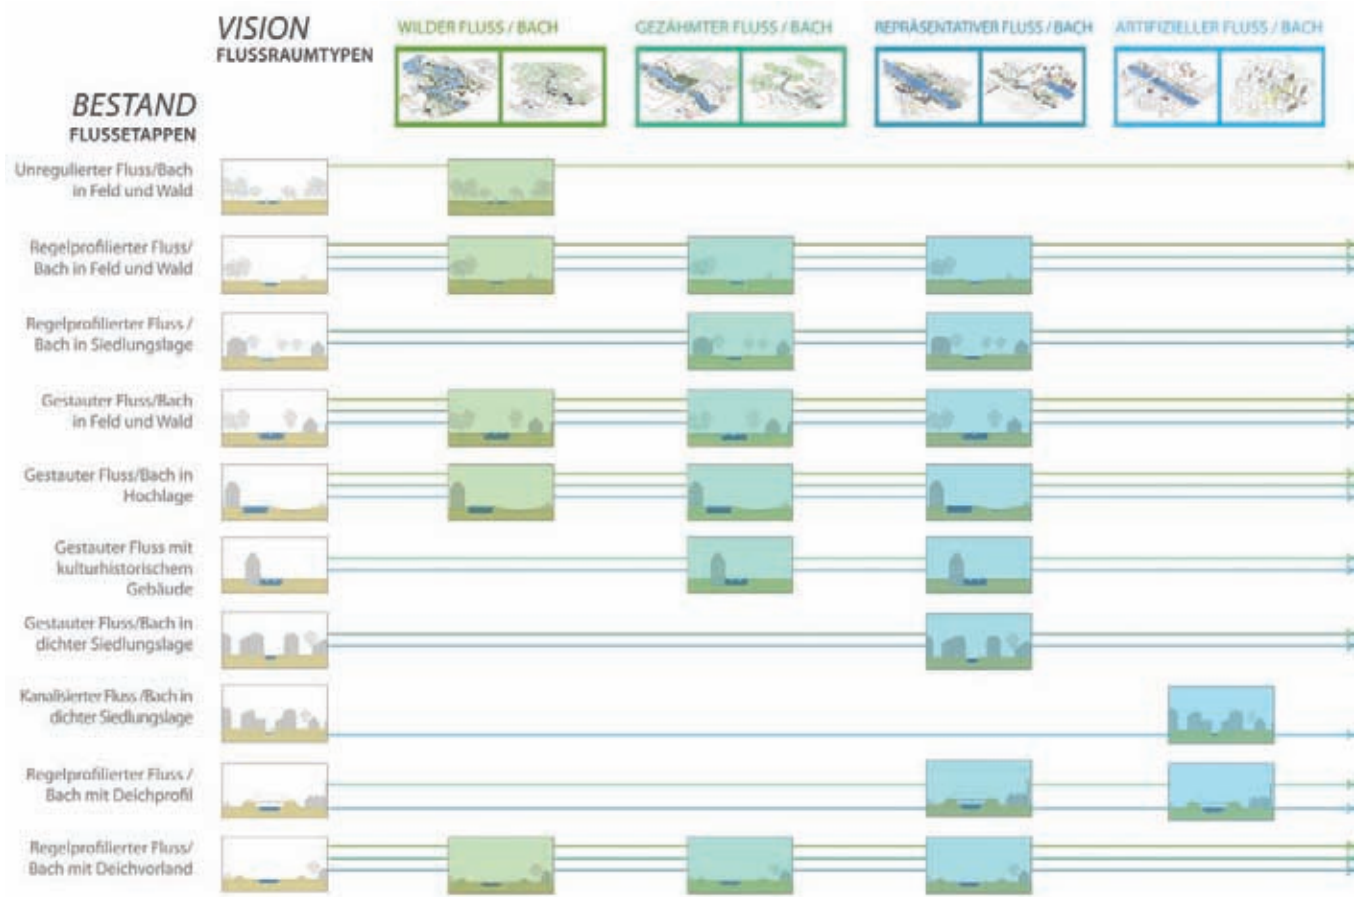 VISION
FLUSSRAUMTYPEN
WILDER FLUSS / BACH
GEZÄHMTER FLUSS / BACH
REPRÄSENTATIVER FLUSS / BACH
ARTIFIZIELLER FLUSS / BACH
BESTAND
FLUSSETAPPEN
Unregulierter Fluss/Bach
in Feld und Wald
Regelprofilierter Fluss/
Bach in Feld und Wald
Regelprofilierter Fluss /
Bach in Siedlungslage
Gestauter Fluss/Bach
in Feld und Wald
Gestauter Fluss/Bach in
Hochlage
Gestauter Fluss mit
kulturhistorischem
Gebäude
Gestauter Fluss/Bach in
dichter Siedlungslage
Kanalisierter Fluss /Bach in
dichter Siedlungslage
Regelprofilierter Fluss /
Bach mit Deichprofil
Regelprofilierter Fluss/
Bach mit Deichvorland